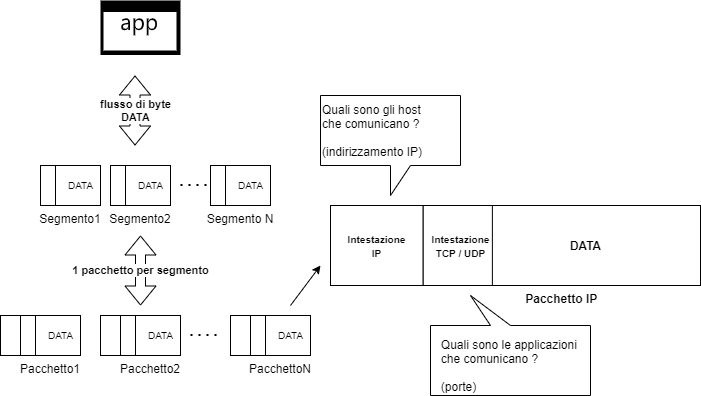 app
flusso di byte
DATA
DATA DATA . . . . DATA
Segmento1 Segmento2 Segmento N
1 pacchetto per segmento
DATA DATA . . . . DATA
Pacchetto1 Pacchetto2 PacchettoN
Quali sono gli host
che comunicano ?
(indirizzamento IP)
Intestazione
IP
Intestazione
TCP / UDP
DATA
Pacchetto IP
Quali sono le applicazioni
che comunicano ?
(porte)